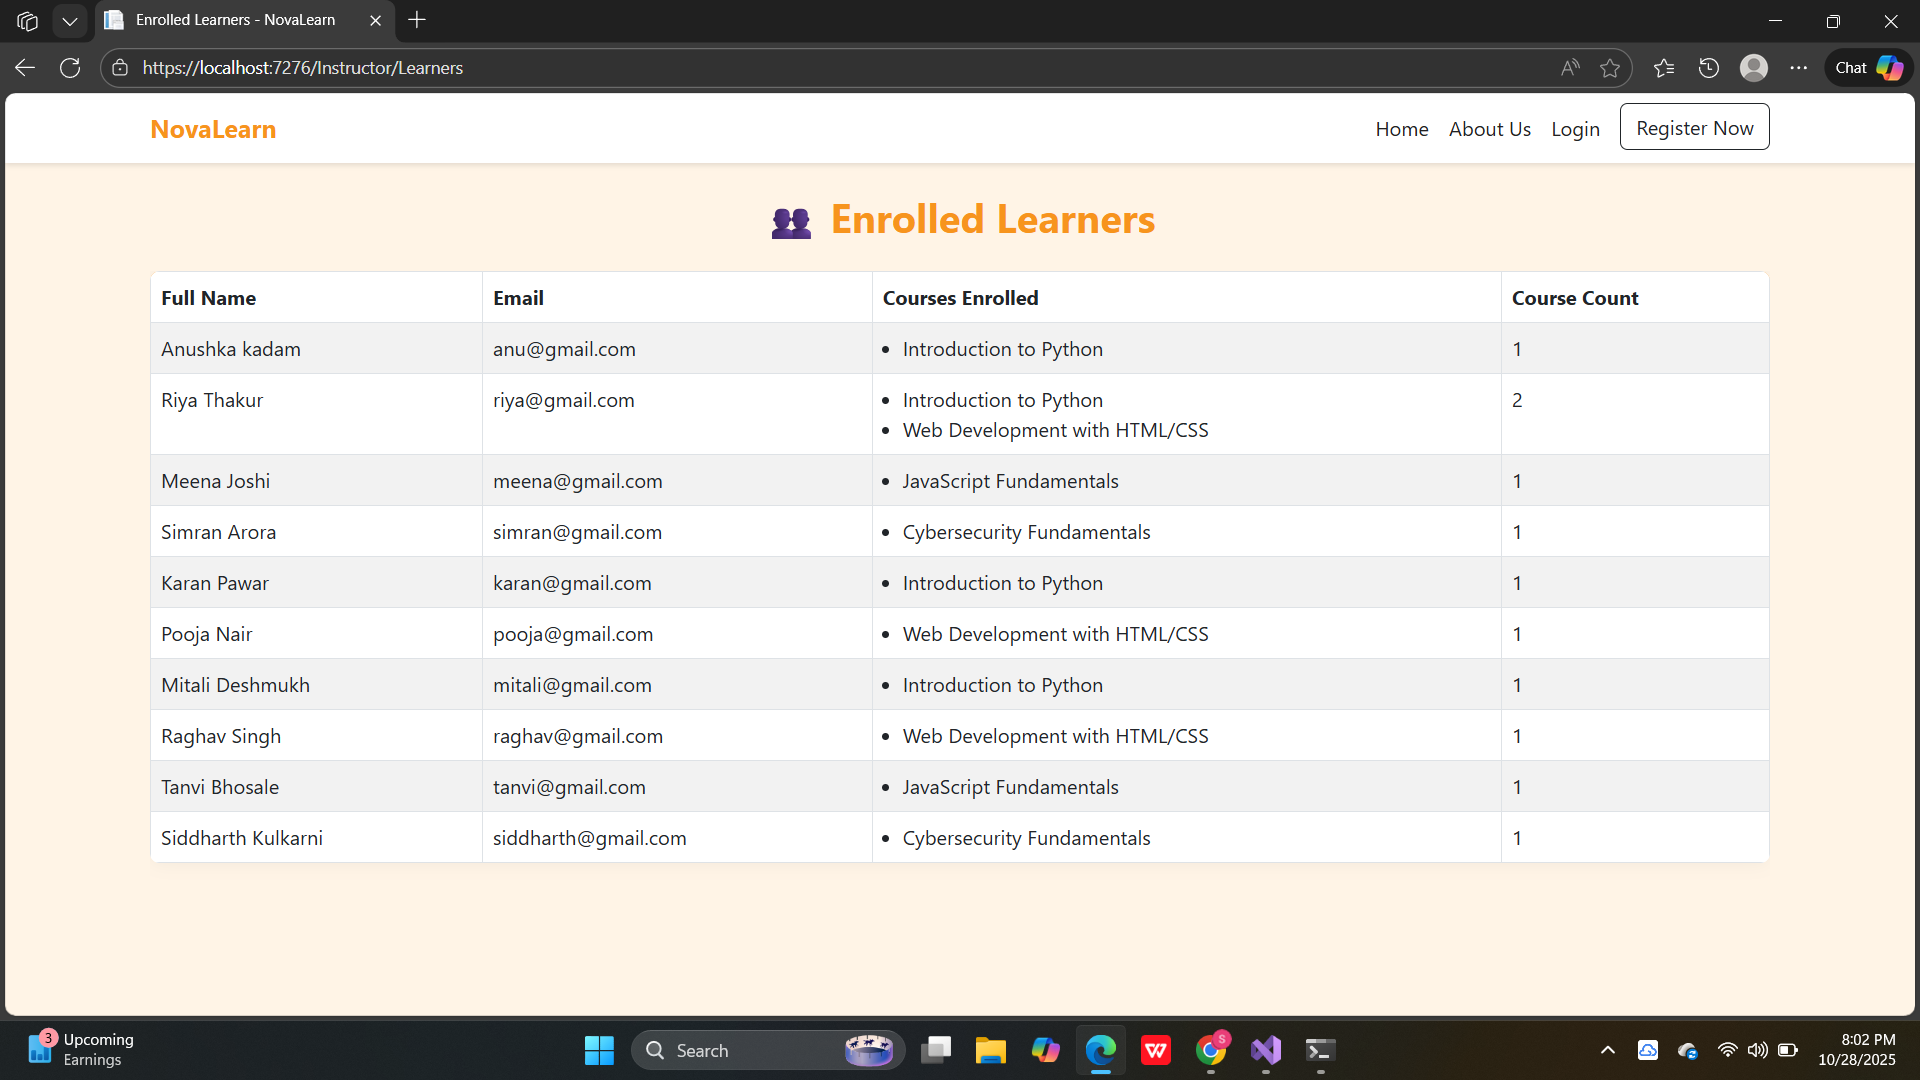 Enrolled Learners - NovaLearn
https://localhost:7276/Instructor/Learners
Chat
NovaLearn
Home About Us Login Register Now
Enrolled Learners
Full Name Email Courses Enrolled Course Count
Anushka kadam anu@gmail.com • Introduction to Python 1
Riya Thakur riya@gmail.com • Introduction to Python 2
• Web Development with HTML/CSS
Meena Joshi meena@gmail.com • JavaScript Fundamentals 1
Simran Arora simran@gmail.com • Cybersecurity Fundamentals 1
Karan Pawar karan@gmail.com • Introduction to Python 1
Pooja Nair pooja@gmail.com • Web Development with HTML/CSS 1
Mitali Deshmukh mitali@gmail.com • Introduction to Python 1
Raghav Singh raghav@gmail.com • Web Development with HTML/CSS 1
Tanvi Bhosale tanvi@gmail.com • JavaScript Fundamentals 1
Siddharth Kulkarni siddharth@gmail.com • Cybersecurity Fundamentals 1
3 Upcoming
Earnings
Search
W
S
8:02 PM
10/28/2025